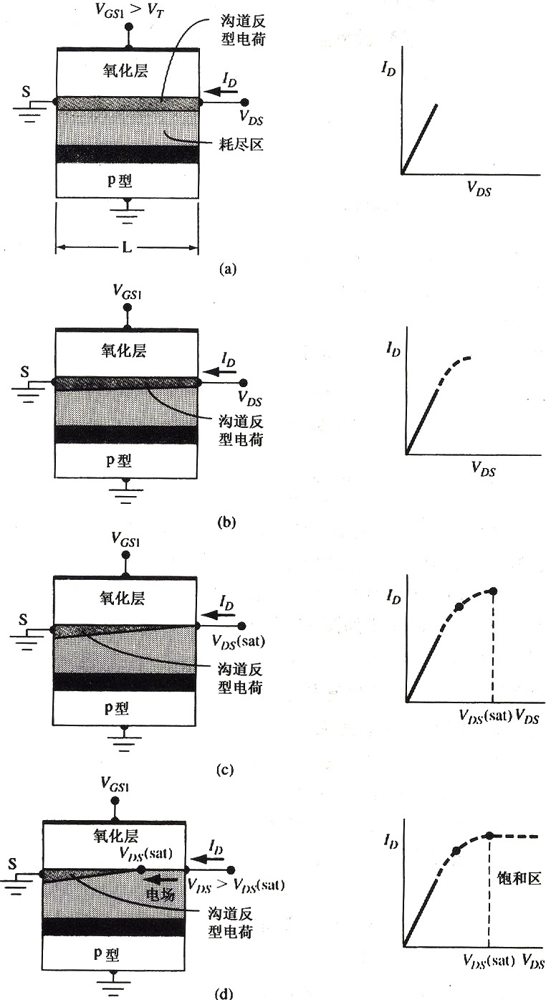 V_GS1 > V_T
沟道反
型电荷
氧化层
I_D
S
V_DS
耗尽区
p型
L
I_D
V_DS
(a)
V_GS1
氧化层
I_D
S
V_DS
沟道反
型电荷
p型
I_D
V_DS
(b)
V_GS1
氧化层
I_D
S
V_DS(sat)
沟道反
型电荷
p型
I_D
V_DS(sat) V_DS
(c)
V_GS1
氧化层
V_DS(sat)
I_D
S
电场
V_DS > V_DS(sat)
沟道反
型电荷
p型
I_D
饱和区
V_DS(sat) V_DS
(d)